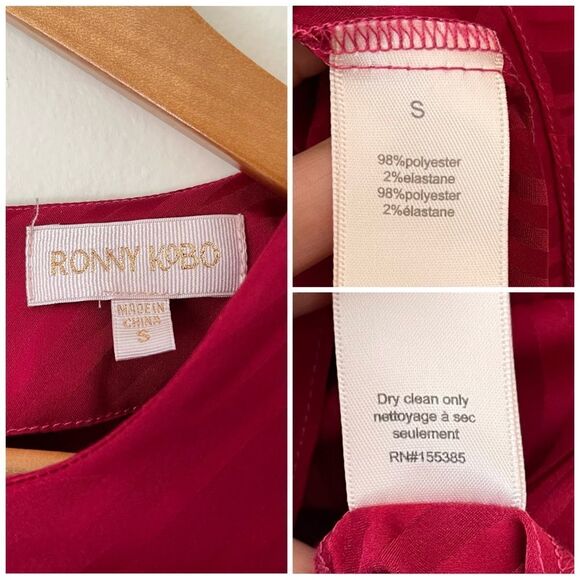 RONNY KOBO
MADE IN
CHINA
S
S
98%polyester
2%elastane
98%polyester
2%élastane
Dry clean only
nettoyage à sec
seulement
RN#155385